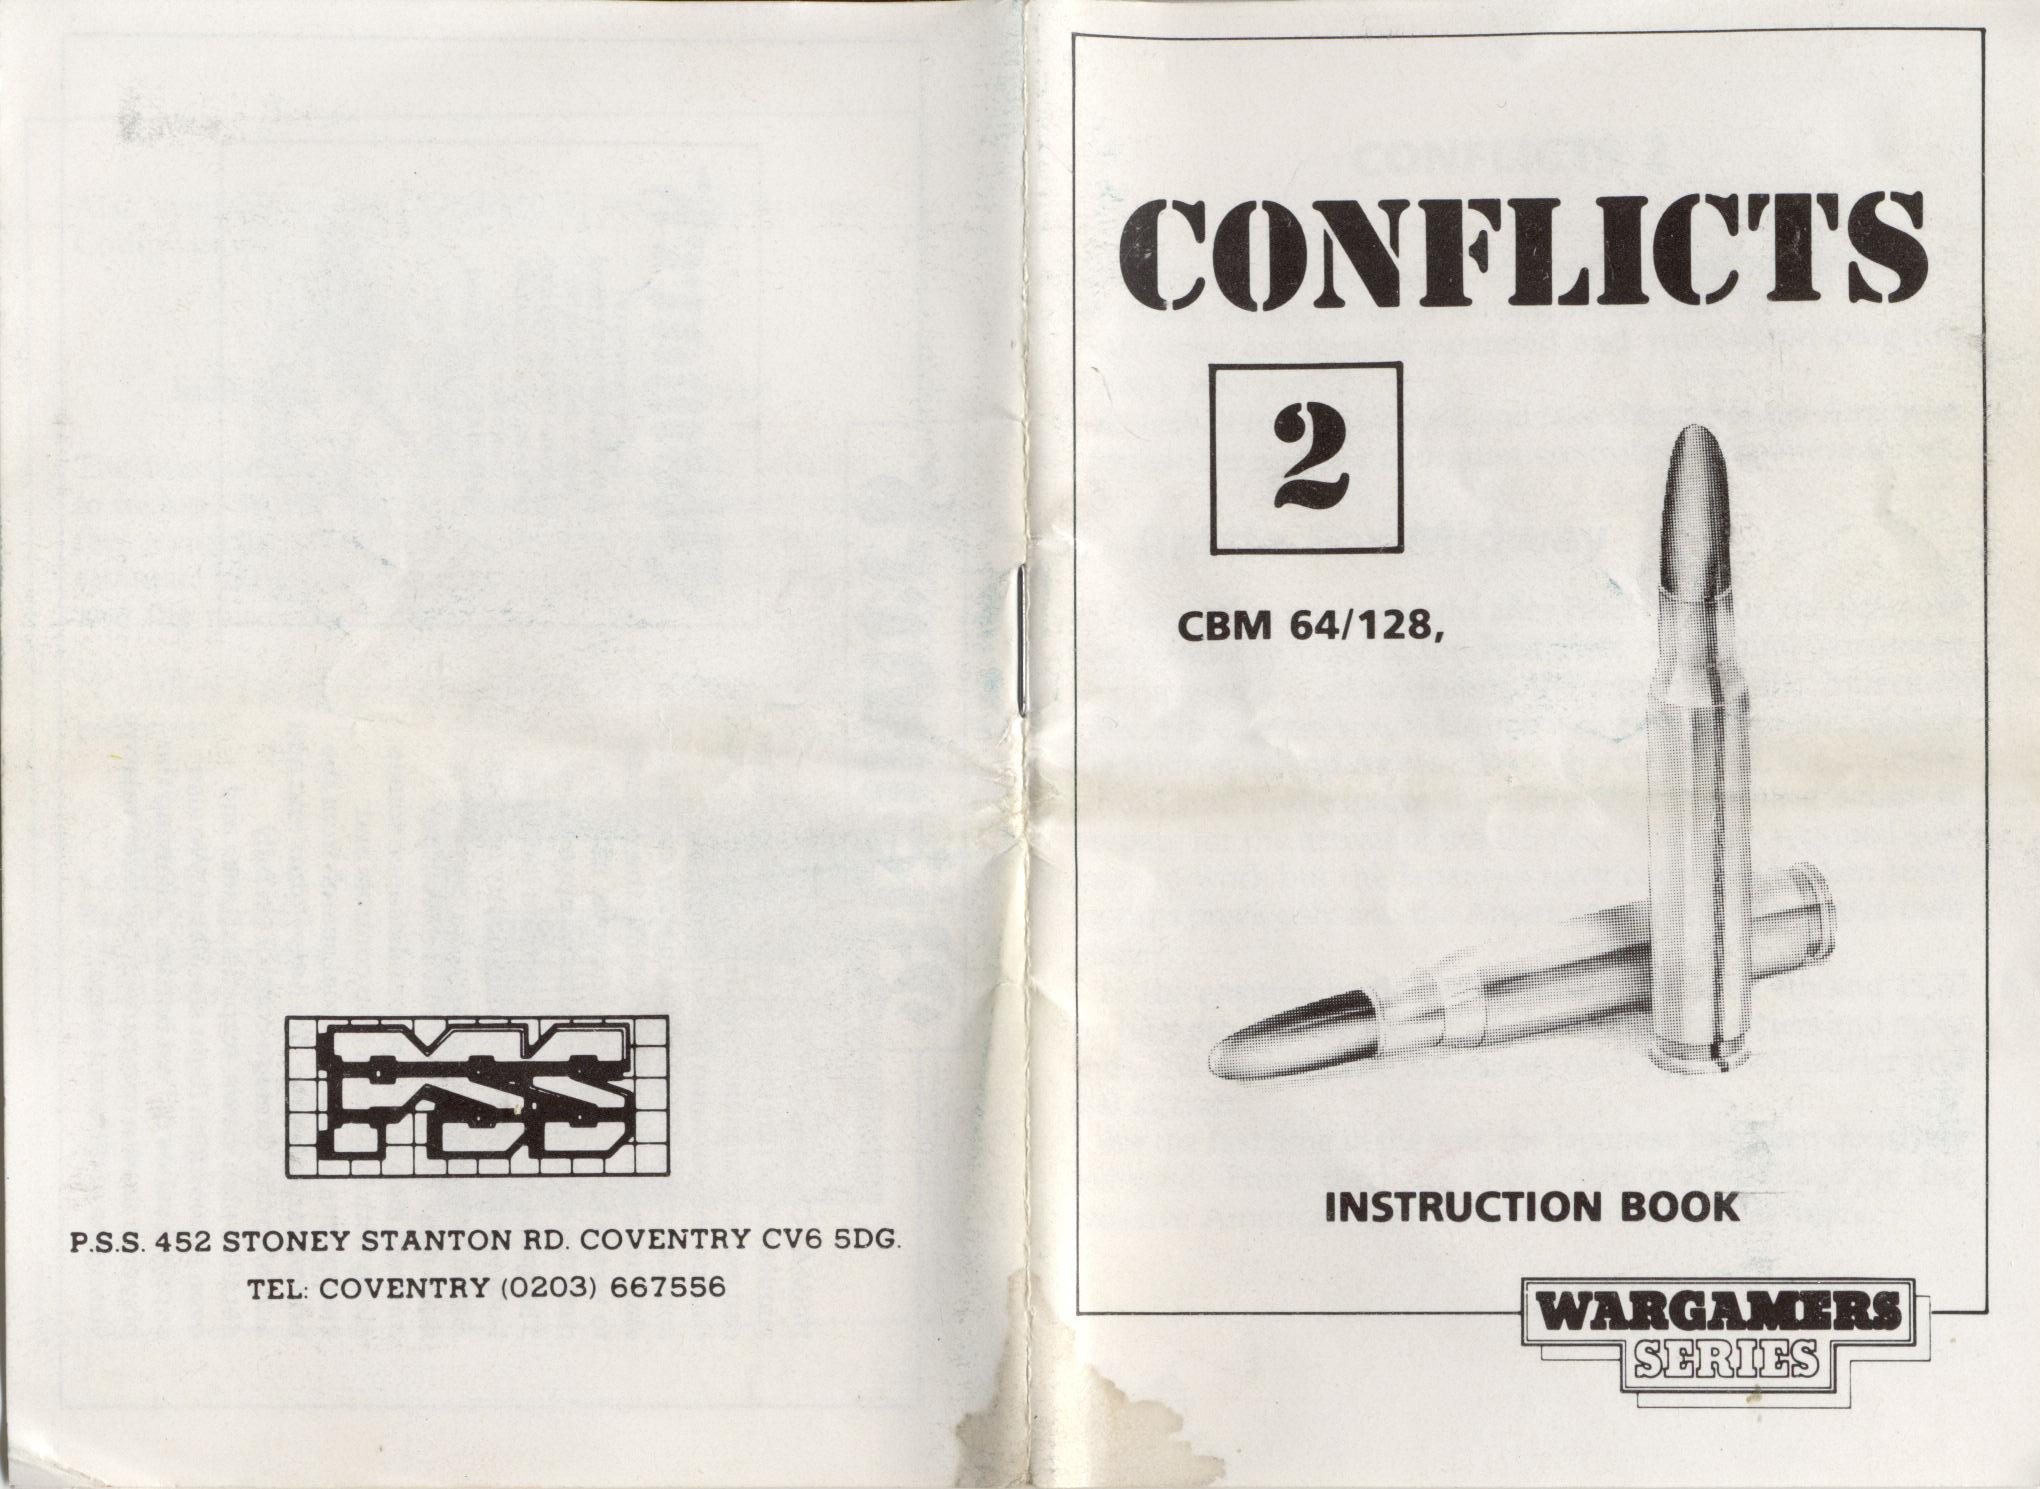 CONFLICTS
2
CBM 64/128,
INSTRUCTION BOOK
WARGAMERS
SERIES
PSS
P.S.S. 452 STONEY STANTON RD. COVENTRY CV6 5DG.
TEL: COVENTRY (0203) 667556